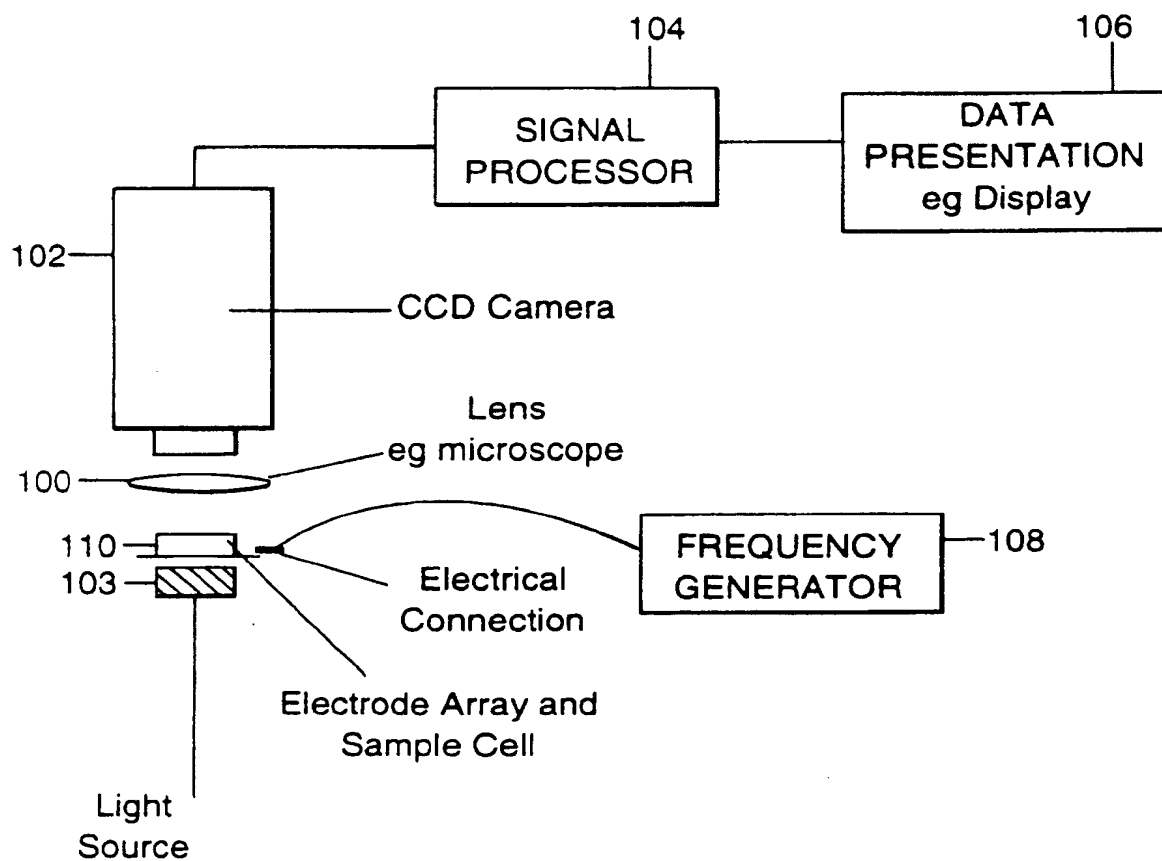 104
106
SIGNAL
PROCESSOR
DATA
PRESENTATION
eg Display
102
CCD Camera
Lens
eg microscope
100
110
FREQUENCY
GENERATOR
108
103
Electrical
Connection
Electrode Array and
Sample Cell
Light
Source